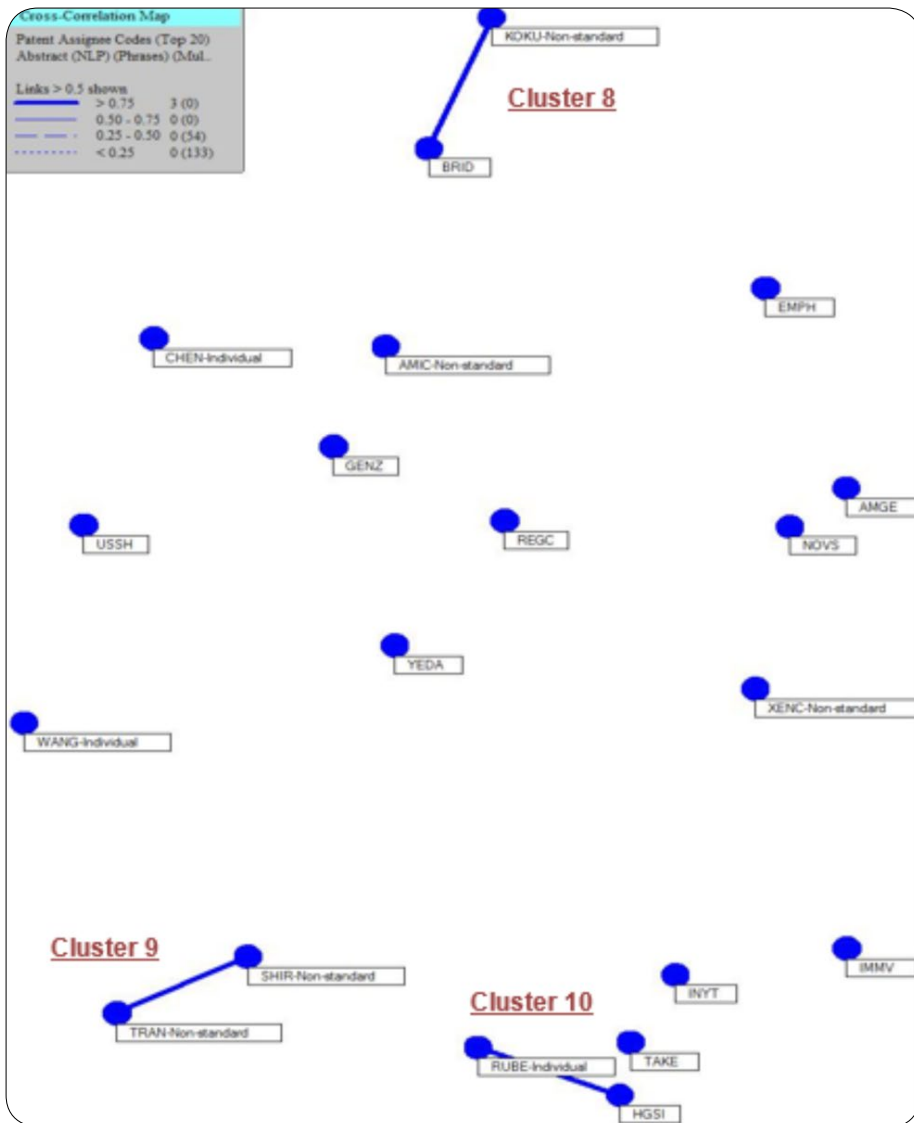 Cross-Correlation Map
Patent Assignee Codes (Top 20)
Abstract (NLP) (Phrases) (Mul..
Links > 0.5 shown
> 0.75 3 (0)
0.50 - 0.75 0 (0)
0.25 - 0.50 0 (54)
< 0.25 0 (133)
KOKU-Non-standard
Cluster 8
BRID
EMPH
CHEN-Individual
AMIC-Non-standard
GENZ
AMGE
USSH
REGC
NOVS
YEDA
XENC-Non-standard
WANG-Individual
Cluster 9
SHIR-Non-standard
IMMV
INYT
Cluster 10
TRAN-Non-standard
RUBE-Individual
TAKE
HGSI